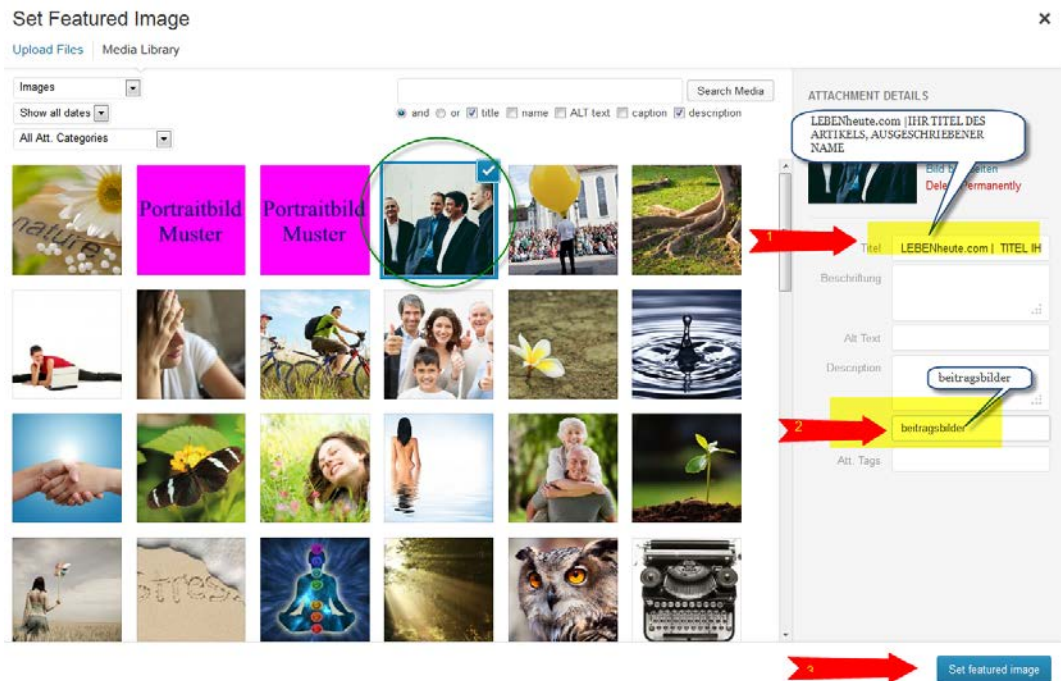 Set Featured Image
×
Upload Files
Media Library
Images
Show all dates
All Att. Categories
Search Media
and or title name ALT text caption description
Portraitbild
Muster
Portraitbild
Muster
nature
Stress
ATTACHMENT DETAILS
LEBENheute.com |IHR TITEL DES
ARTIKELS, AUSGESCHRIEBENER
NAME
Delete Permanently
1
Titel
LEBENheute.com | TITEL IH
Beschriftung
Alt Text
Description
beitragsbilder
2
beitragsbilder
Att. Tags
3
Set featured image